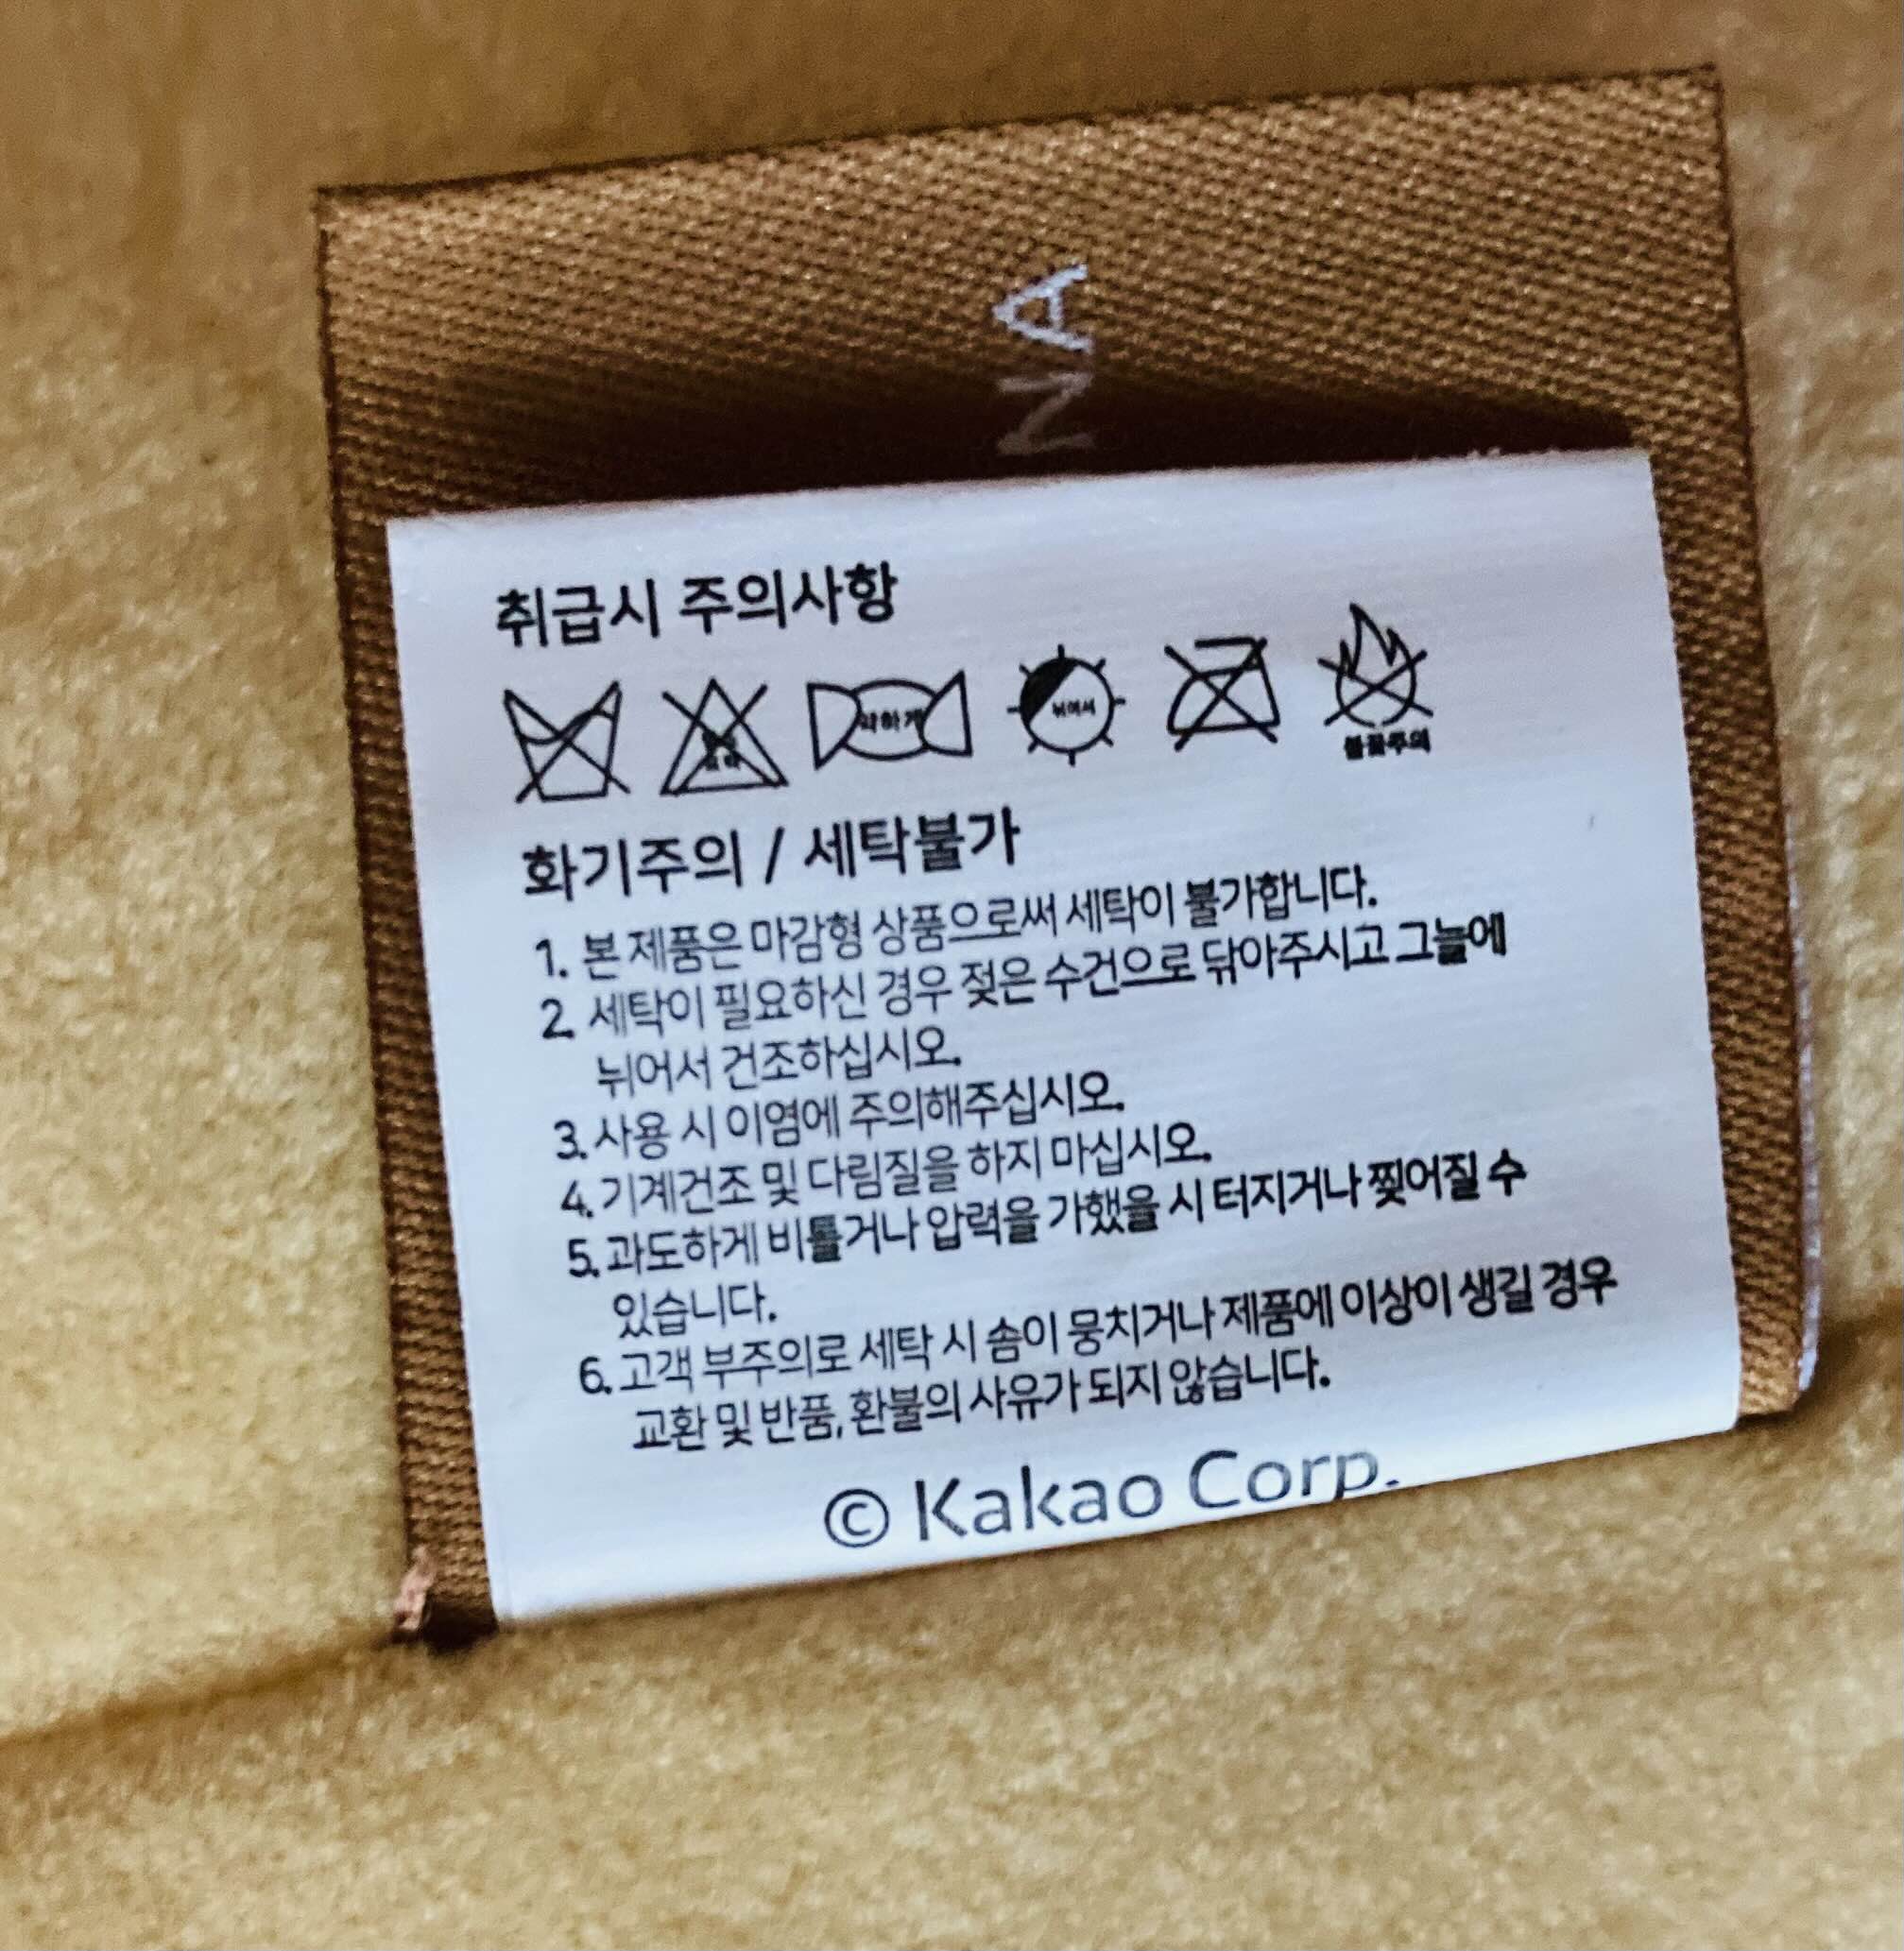 NA
취급시 주의사항
약하게
뉘어서
불꽃주의
화기주의 / 세탁불가
1. 본 제품은 마감형 상품으로써 세탁이 불가합니다.
2. 세탁이 필요하신 경우 젖은 수건으로 닦아주시고 그늘에
뉘어서 건조하십시오.
3. 사용 시 이염에 주의해주십시오.
4. 기계건조 및 다림질을 하지 마십시오.
5. 과도하게 비틀거나 압력을 가했을 시 터지거나 찢어질 수
있습니다.
6. 고객 부주의로 세탁 시 솜이 뭉치거나 제품에 이상이 생길 경우
교환 및 반품, 환불의 사유가 되지 않습니다.
© Kakao Corp.